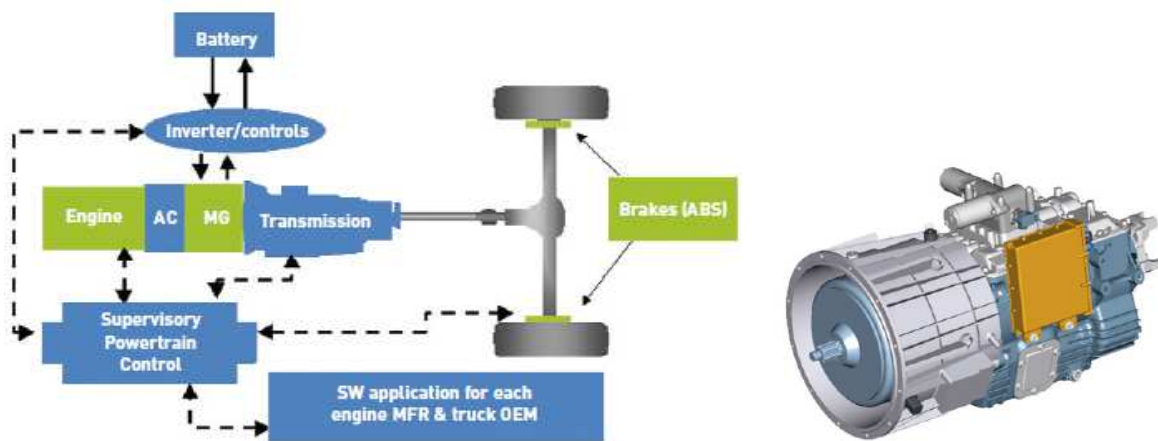 Battery
Inverter/controls
Engine
AC
MG
Transmission
Brakes (ABS)
Supervisory
Powertrain
Control
SW application for each
engine MFR & truck OEM